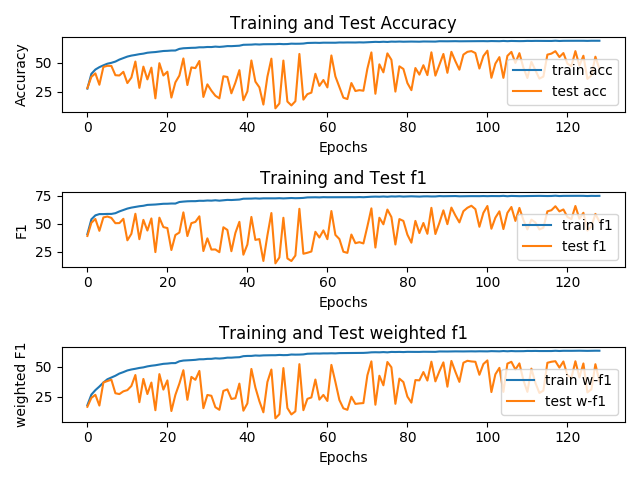 Training and Test Accuracy
Accuracy
50
25
train acc
test acc
0 20 40 60 80 100 120
Epochs
Training and Test f1
F1
75
50
25
train f1
test f1
0 20 40 60 80 100 120
Epochs
Training and Test weighted f1
weighted F1
50
25
train w-f1
test w-f1
0 20 40 60 80 100 120
Epochs